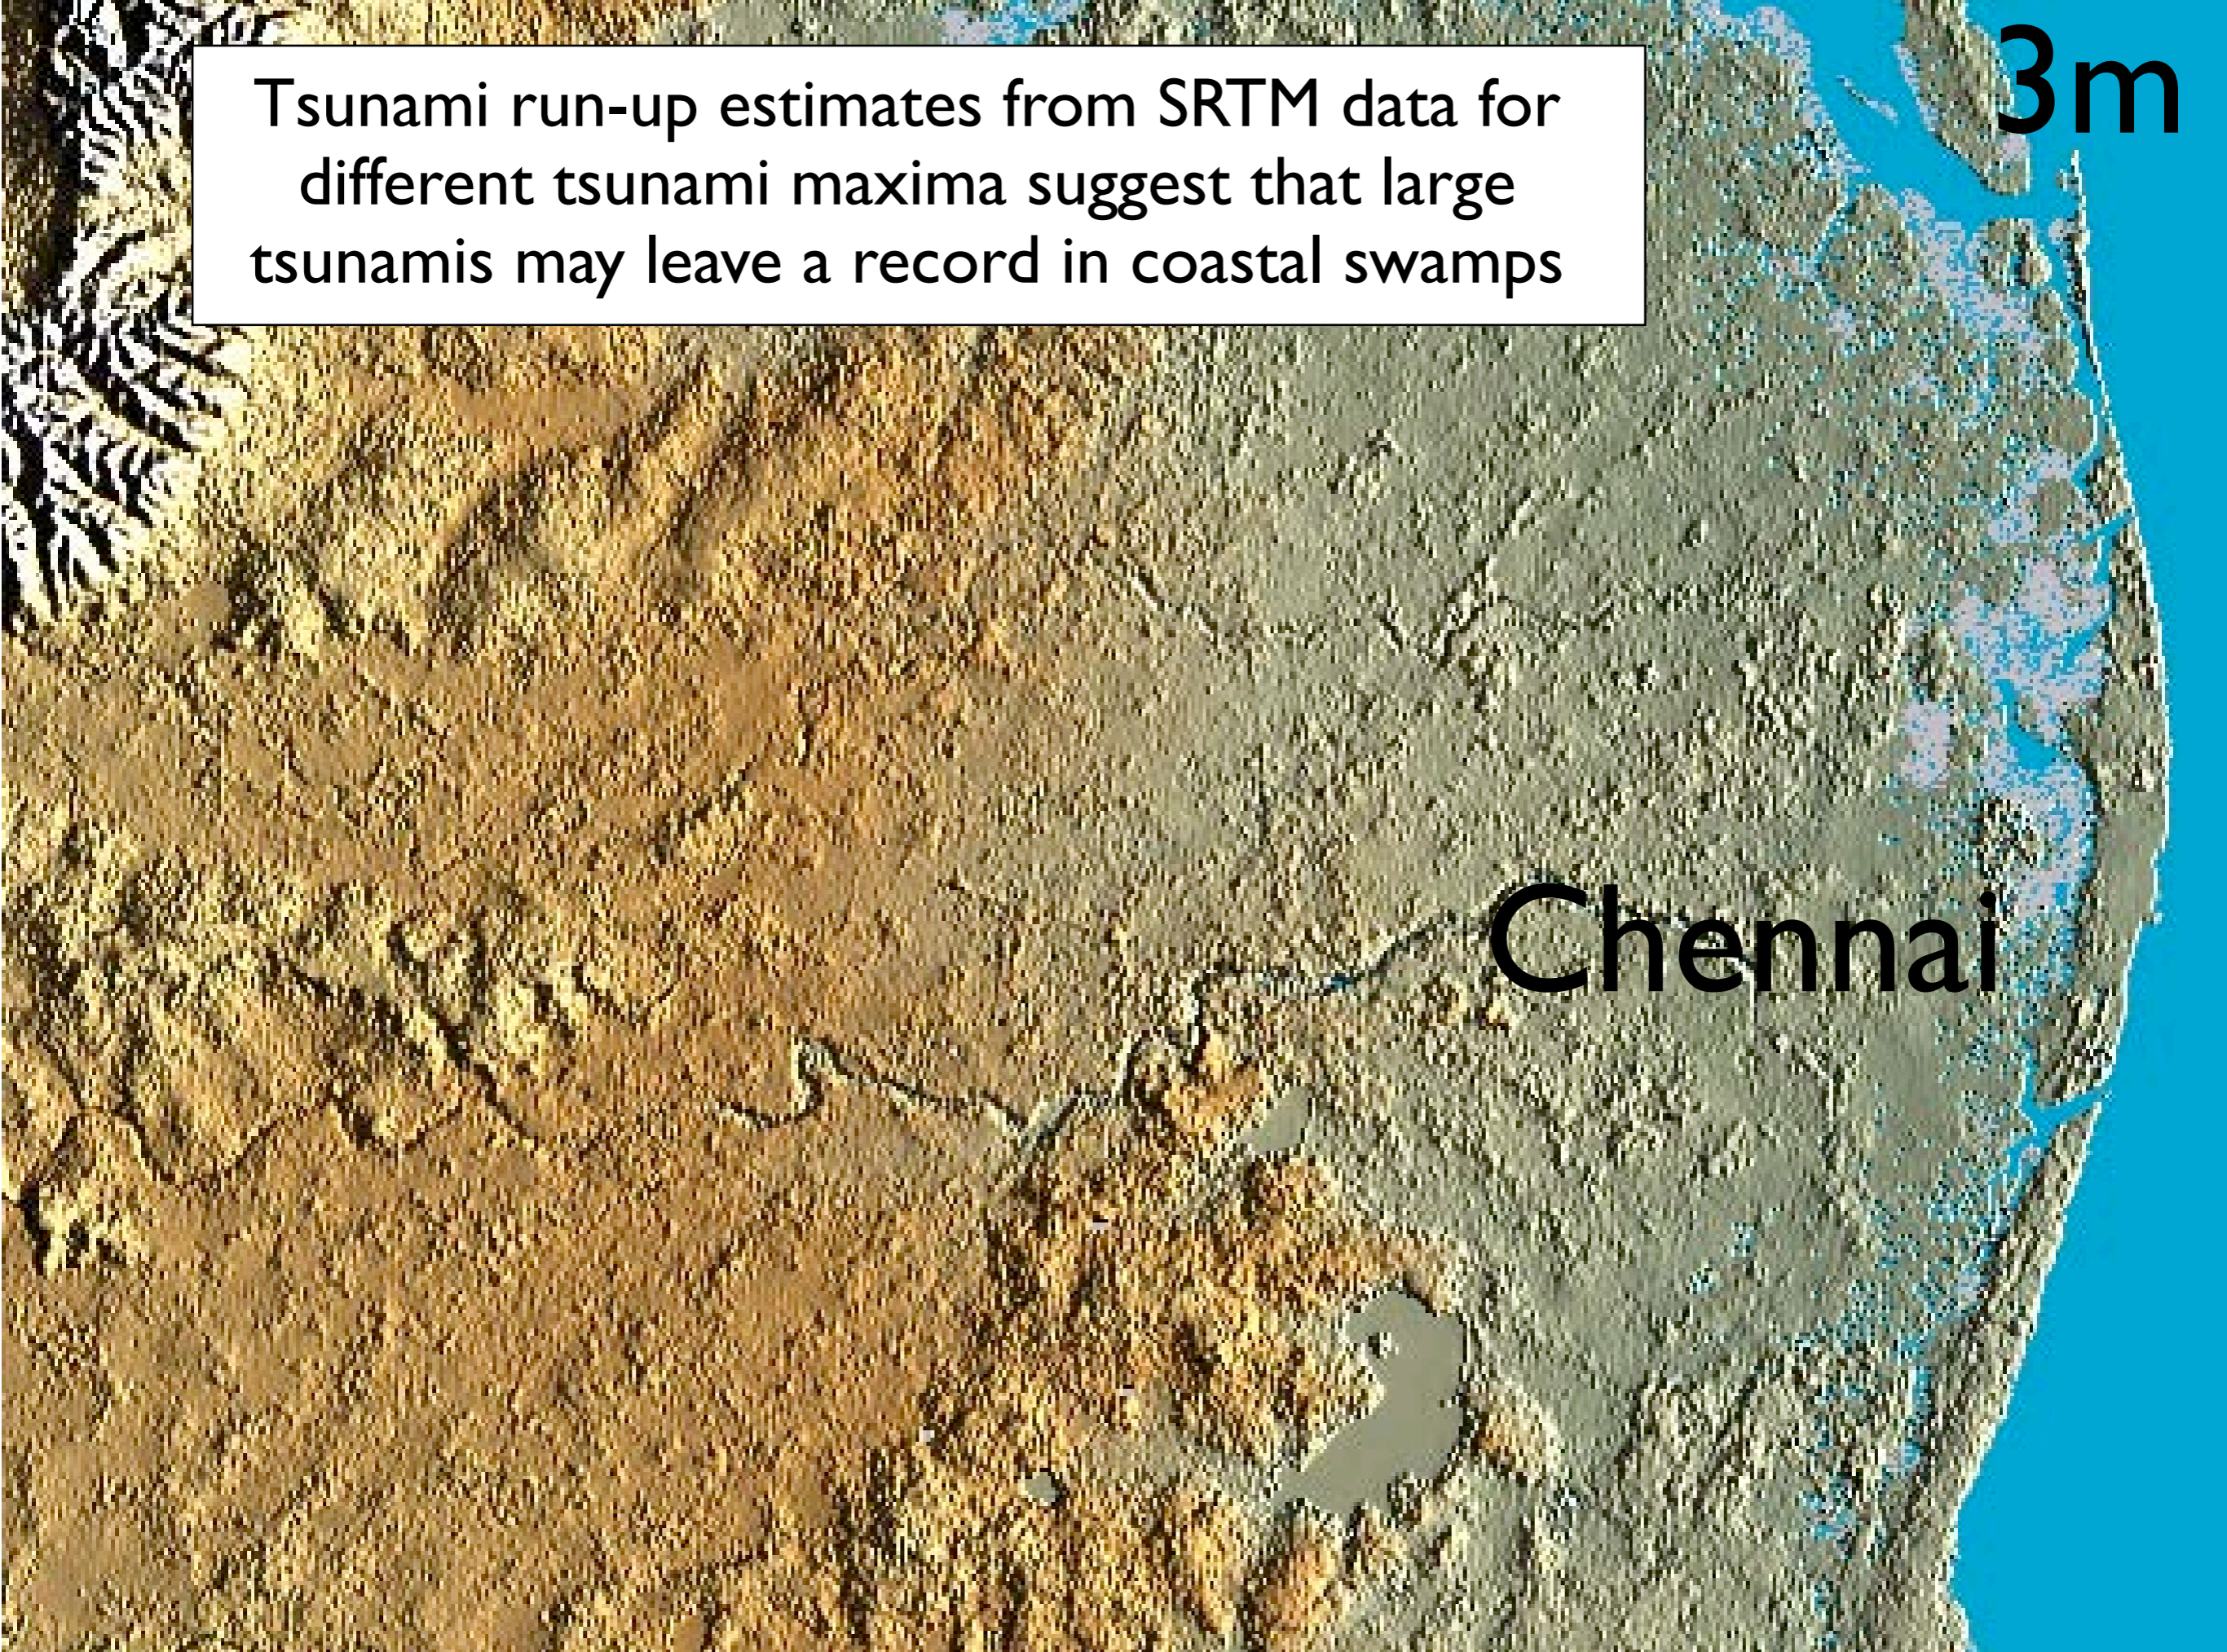 3m
Tsunami run-up estimates from SRTM data for
different tsunami maxima suggest that large
tsunamis may leave a record in coastal swamps
Chennai